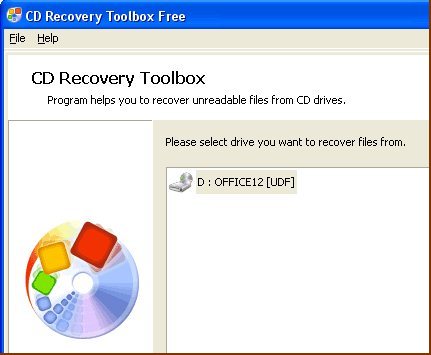 CD Recovery Toolbox Free
File Help
CD Recovery Toolbox
Program helps you to recover unreadable files from CD drives.
Please select drive you want to recover files from.
D : OFFICE12 [UDF]